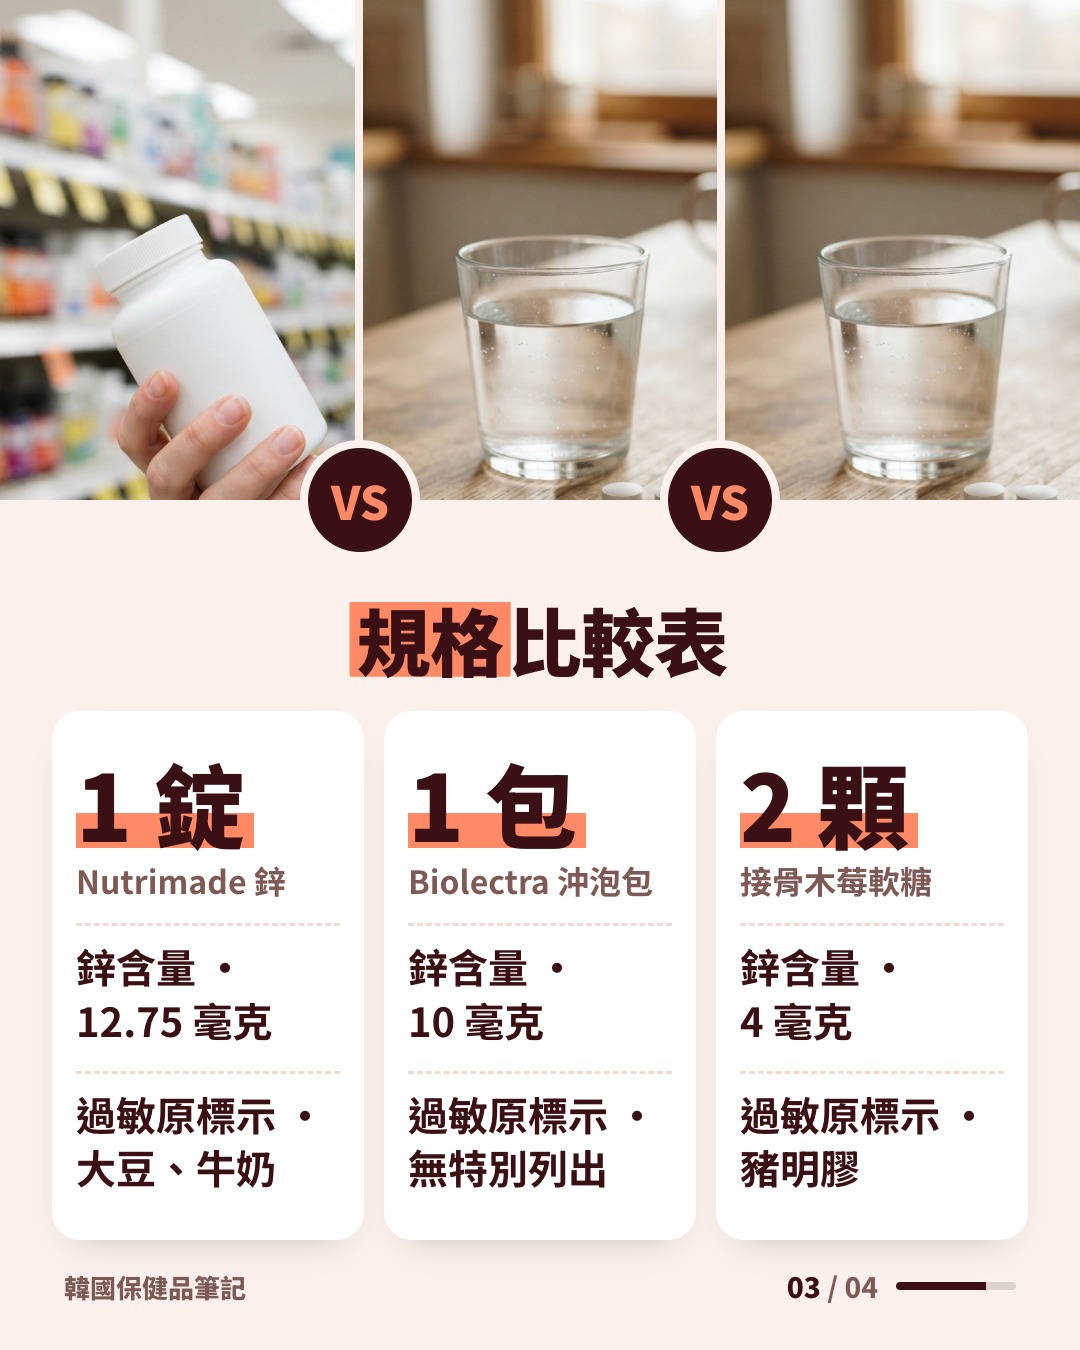 VS
VS
規格比較表
1 錠
Nutrimade 鋅
鋅含量・
12.75 毫克
過敏原標示・
大豆、牛奶
1 包
Biolectra 沖泡包
鋅含量・
10 毫克
過敏原標示・
無特別列出
2 顆
接骨木莓軟糖
鋅含量・
4 毫克
過敏原標示・
豬明膠
韓國保健品筆記
03 / 04